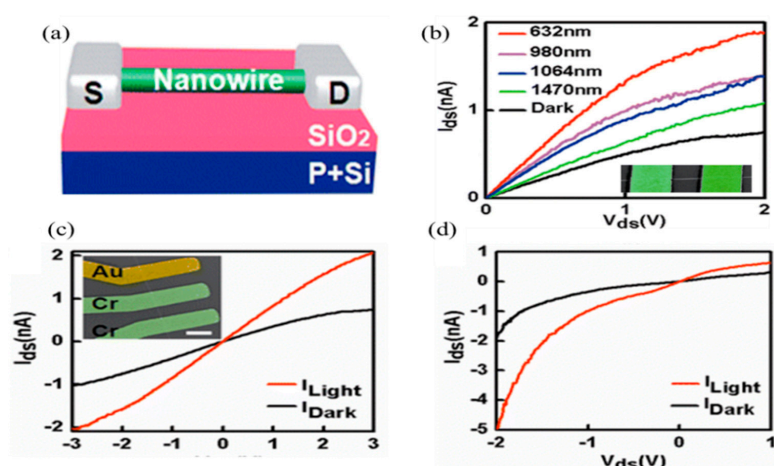 (a)
S
Nanowire
D
SiO₂
P+Si
(b)
Ids(nA)
2
1
0
632nm
980nm
1064nm
1470nm
Dark
0
1
2
Vds(V)
(c)
Ids(nA)
2
1
0
-1
-2
Au
Cr
Cr
ILight
IDark
-3
-2
-1
0
1
2
3
(d)
Ids(nA)
1
0
-1
-2
-3
-4
-5
ILight
IDark
-2
-1
0
1
Vds(V)